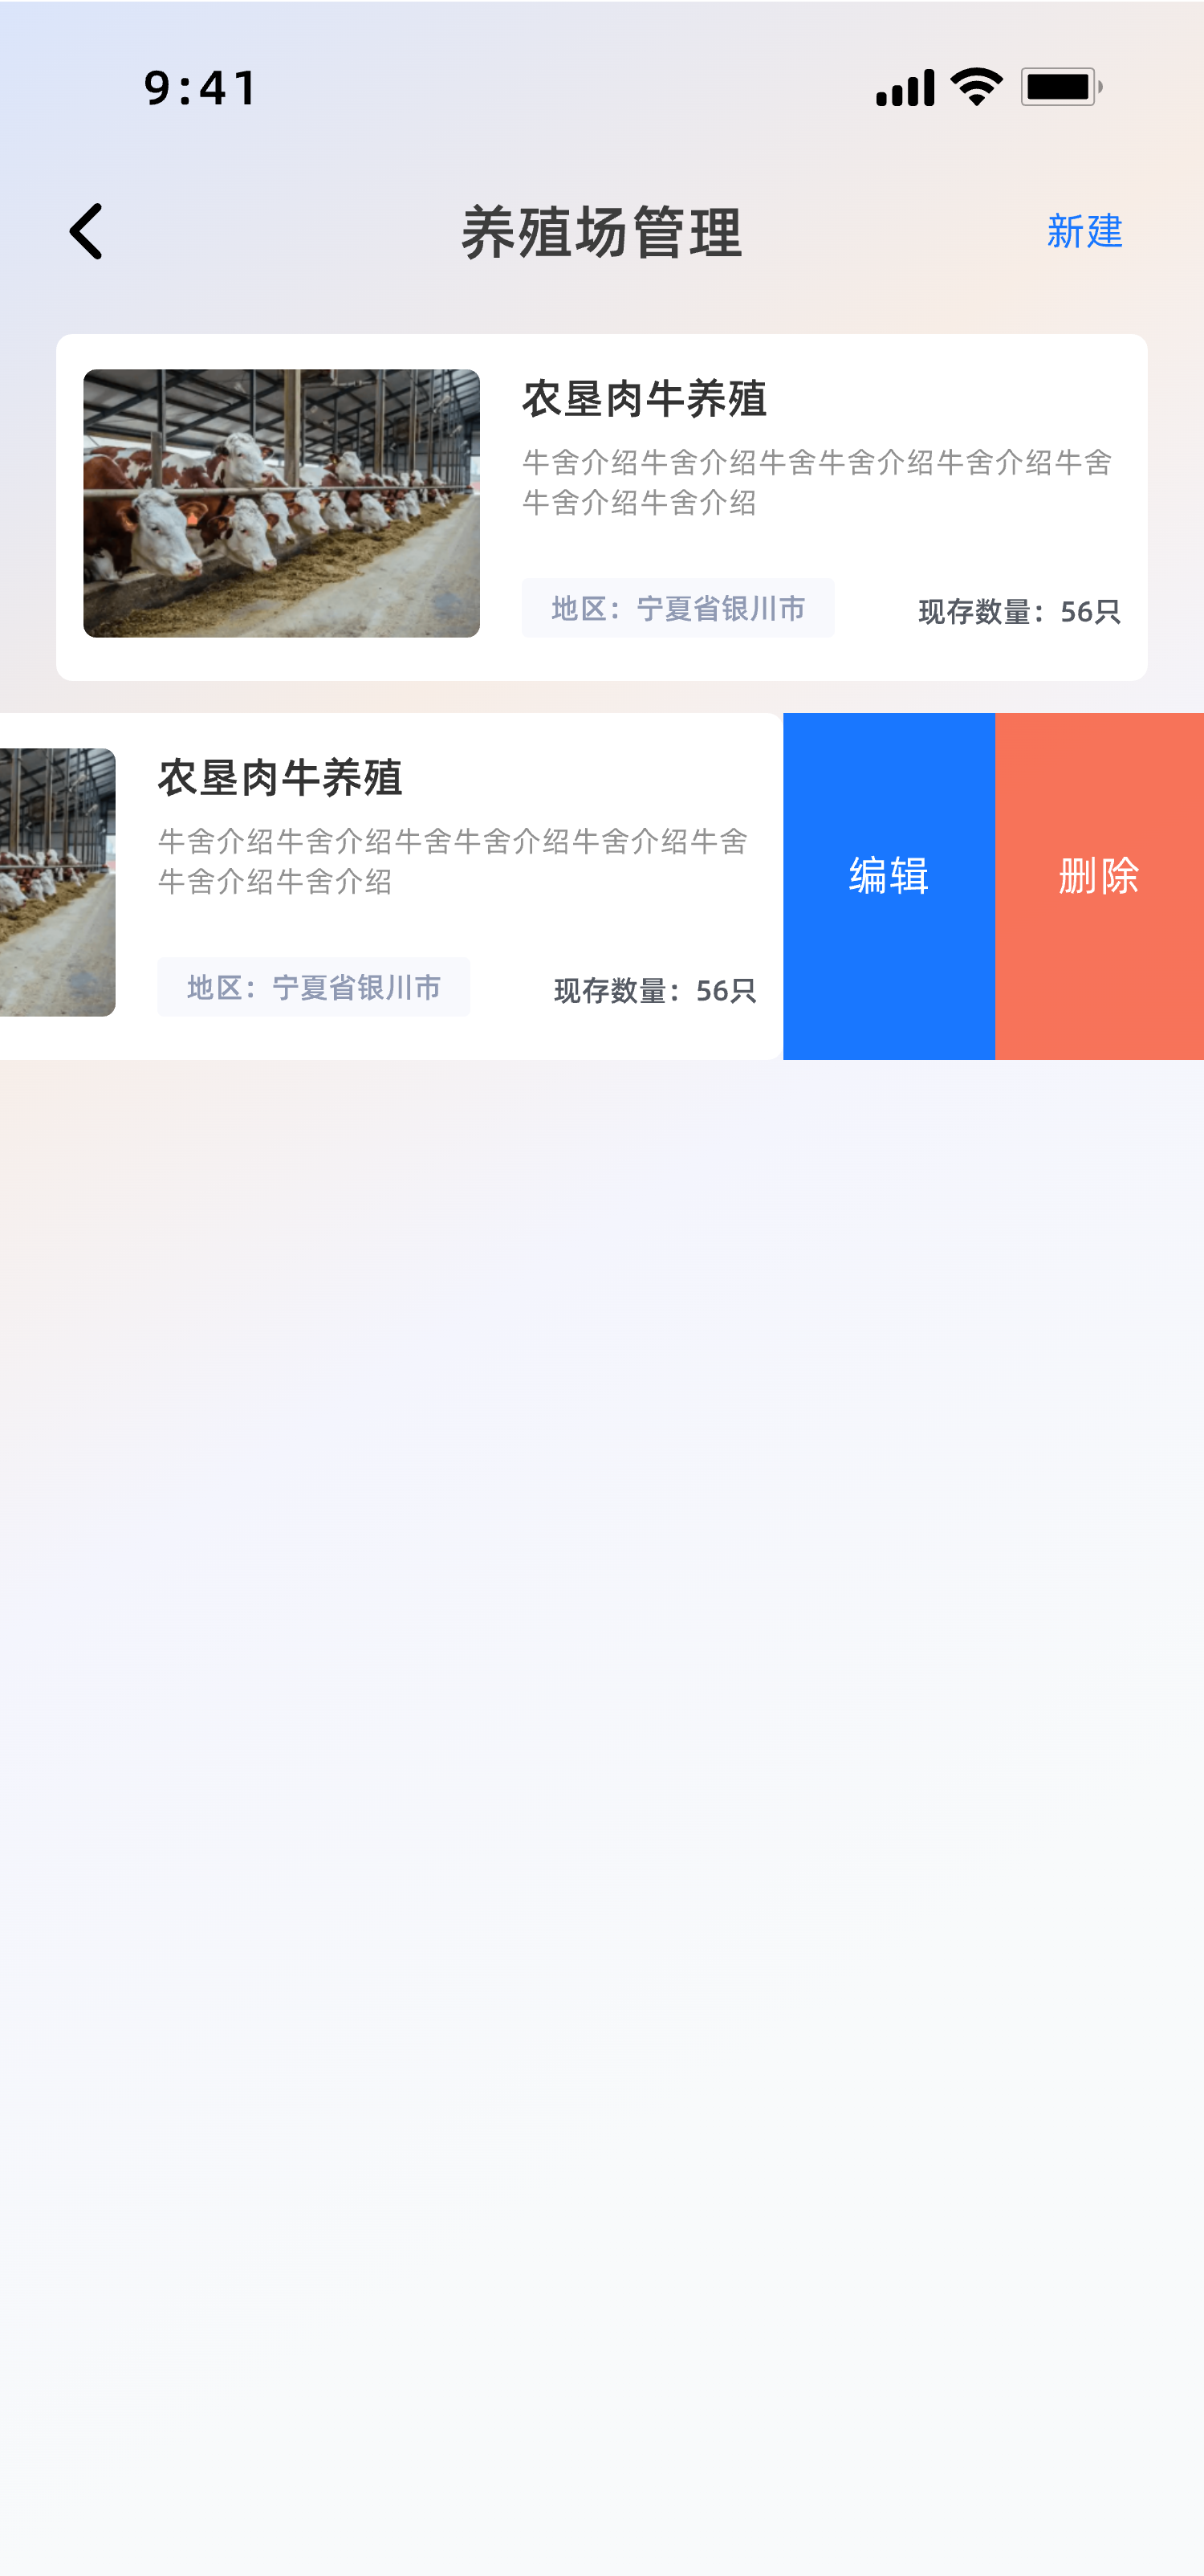 9:41
养殖场管理
新建
农垦肉牛养殖
牛舍介绍牛舍介绍牛舍牛舍介绍牛舍介绍牛舍
牛舍介绍牛舍介绍
地区：宁夏省银川市
现存数量：56只
农垦肉牛养殖
牛舍介绍牛舍介绍牛舍牛舍介绍牛舍介绍牛舍
牛舍介绍牛舍介绍
地区：宁夏省银川市
现存数量：56只
编辑
删除